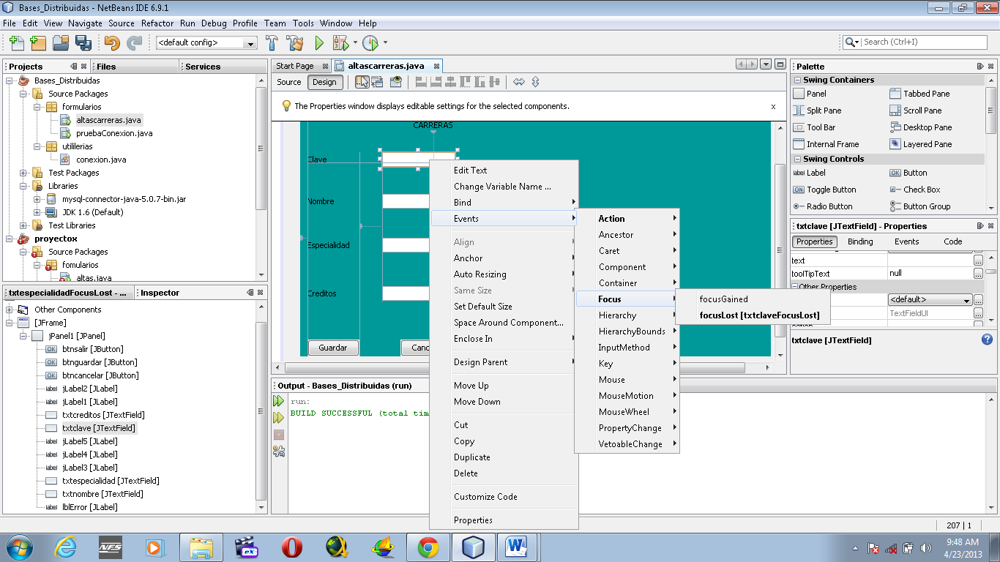 Bases_Distribuidas - NetBeans IDE 6.9.1
File Edit View Navigate Source Refactor Run Debug Profile Team Tools Window Help
<default config>
Search (Ctrl+I)
Projects
Files
Services
Bases_Distribuidas
Source Packages
formularios
altascarreras.java
pruebaConexion.java
utililerias
conexion.java
Test Packages
Libraries
mysql-connector-java-5.0.7-bin.jar
JDK 1.6 (Default)
Test Libraries
proyectox
Source Packages
fomularios
altas.java
txtespecialidadFocusLost - ...
Inspector
Other Components
[JFrame]
jPanel1 [JPanel]
btnsalir [JButton]
btnguardar [JButton]
btncancelar [JButton]
jLabel2 [JLabel]
jLabel1 [JLabel]
txtcreditos [JTextField]
txtclave [JTextField]
jLabel5 [JLabel]
jLabel4 [JLabel]
jLabel3 [JLabel]
txtespecialidad [JTextField]
txtnombre [JTextField]
lblError [JLabel]
Start Page
altascarreras.java
Source
Design
The Properties window displays editable settings for the selected components.
x
CARRERAS
Clave
Nombre
Especialidad
Creditos
Guardar
Canc
Edit Text
Change Variable Name ...
Bind
Events
Align
Anchor
Auto Resizing
Same Size
Set Default Size
Space Around Component...
Enclose In
Design Parent
Move Up
Move Down
Cut
Copy
Duplicate
Delete
Customize Code
Properties
Action
Ancestor
Caret
Component
Container
Focus
Hierarchy
HierarchyBounds
InputMethod
Key
Mouse
MouseMotion
MouseWheel
PropertyChange
VetoableChange
focusGained
focusLost [txtclaveFocusLost]
Output - Bases_Distribuidas (run)
run:
BUILD SUCCESSFUL (total tim
Palette
Swing Containers
Panel
Tabbed Pane
Split Pane
Scroll Pane
Tool Bar
Desktop Pane
Internal Frame
Layered Pane
Swing Controls
label Label
OK Button
ON Toggle Button
Check Box
Radio Button
Button Group
txtclave [JTextField] - Properties
Properties
Binding
Events
Code
text
toolTipText
null
Other Properties
<default>
TextFieldUI
txtclave [JTextField]
207 | 1
NFS
9:48 AM
4/23/2013